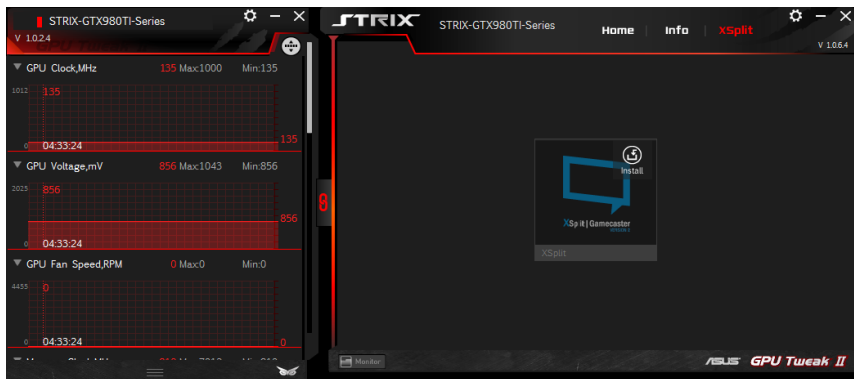 STRIX-GTX980TI-Series
V 1.0.2.4
GPU Clock,MHz 135 Max:1000 Min:135
1012 135
135
0 04:33:24
GPU Voltage,mV 856 Max:1043 Min:856
2025 856
856
0 04:33:24
GPU Fan Speed,RPM 0 Max:0 Min:0
4455 0
0
0 04:33:24
STRIX STRIX-GTX980TI-Series Home Info XSplit
V 1.0.6.4
Install
XSplit | Gamecaster
VERSION 2
XSplit
Monitor
ASUS GPU Tweak II